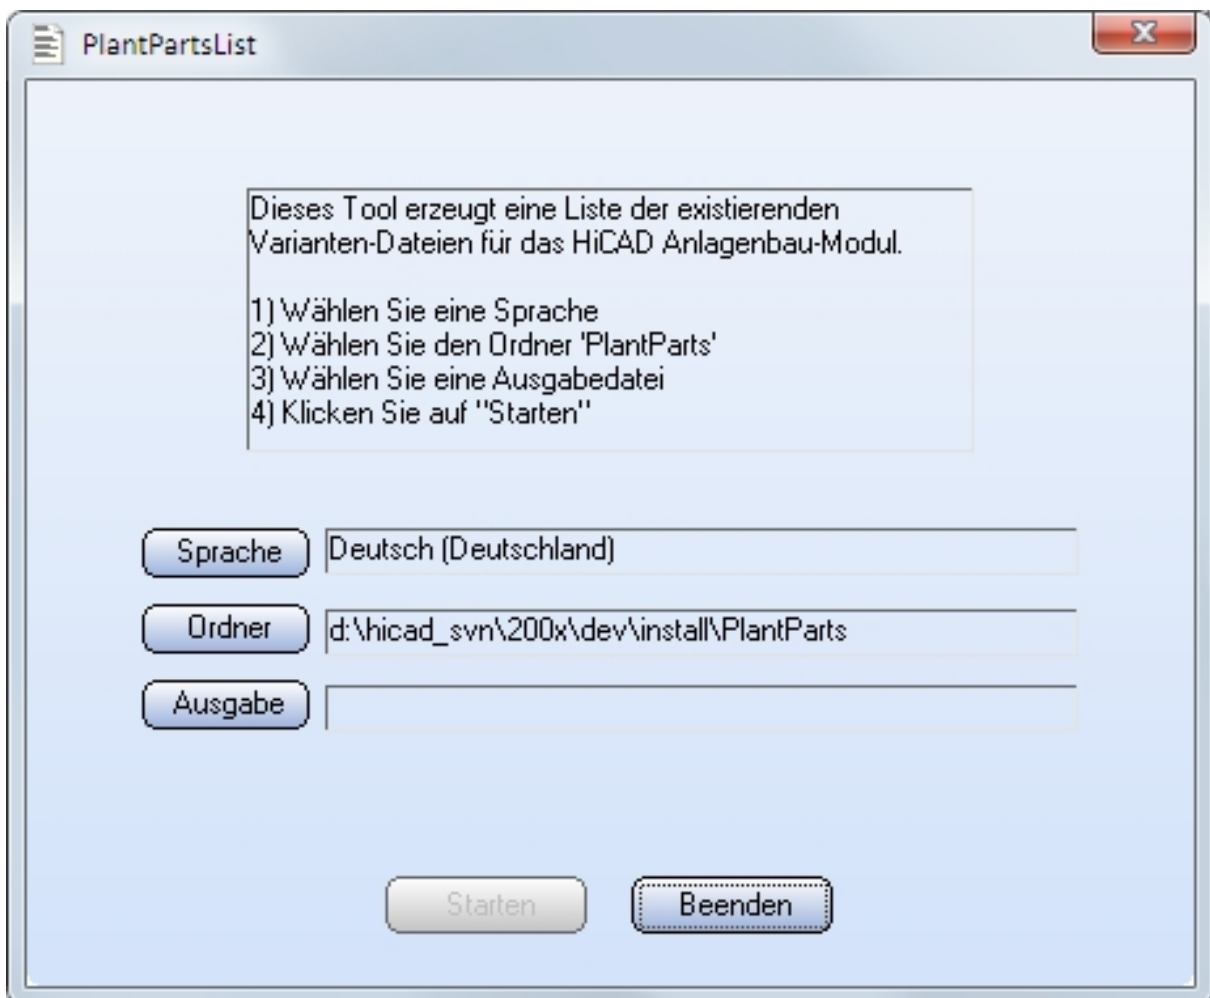 PlantPartsList
Dieses Tool erzeugt eine Liste der existierenden
Varianten-Dateien für das HiCAD Anlagenbau-Modul.
1) Wählen Sie eine Sprache
2) Wählen Sie den Ordner 'PlantParts'
3) Wählen Sie eine Ausgabedatei
4) Klicken Sie auf "Starten"
Sprache Deutsch (Deutschland)
Ordner d:\hicad_svn\200x\dev\install\PlantParts
Ausgabe
Starten Beenden